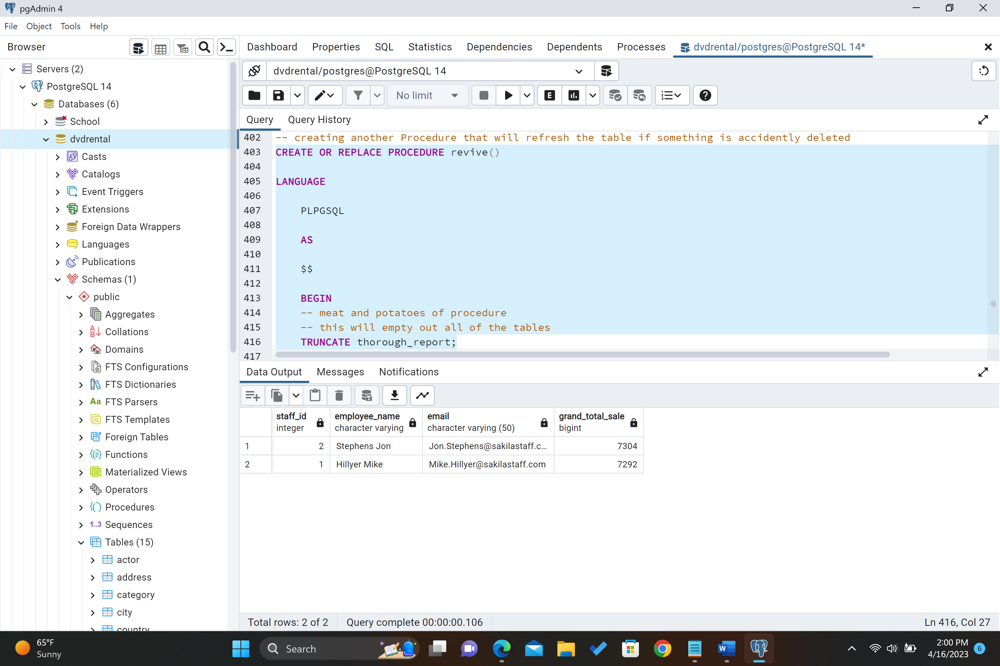 pgAdmin 4
File Object Tools Help
Browser
Dashboard Properties SQL Statistics Dependencies Dependents Processes dvdrental/postgres@PostgreSQL 14*
Servers (2)
PostgreSQL 14
Databases (6)
School
dvdrental
Casts
Catalogs
Event Triggers
Extensions
Foreign Data Wrappers
Languages
Publications
Schemas (1)
public
Aggregates
Collations
Domains
FTS Configurations
FTS Dictionaries
Aa FTS Parsers
FTS Templates
Foreign Tables
Functions
Materialized Views
Operators
Procedures
1..3 Sequences
Tables (15)
actor
address
category
city
country
dvdrental/postgres@PostgreSQL 14
No limit
E
Query Query History
402 -- creating another Procedure that will refresh the table if something is accidently deleted
403 CREATE OR REPLACE PROCEDURE revive()
404
405 LANGUAGE
406
407 PLPGSQL
408
409 AS
410
411 $$
412
413 BEGIN
414 -- meat and potatoes of procedure
415 -- this will empty out all of the tables
416 TRUNCATE thorough_report;
417
Data Output Messages Notifications
staff_id employee_name email grand_total_sale
integer character varying character varying (50) bigint
1 2 Stephens Jon Jon.Stephens@sakilastaff.c... 7304
2 1 Hillyer Mike Mike.Hillyer@sakilastaff.com 7292
Total rows: 2 of 2 Query complete 00:00:00.106 Ln 416, Col 27
65°F
Sunny
Search
W
2:00 PM
4/16/2023
6